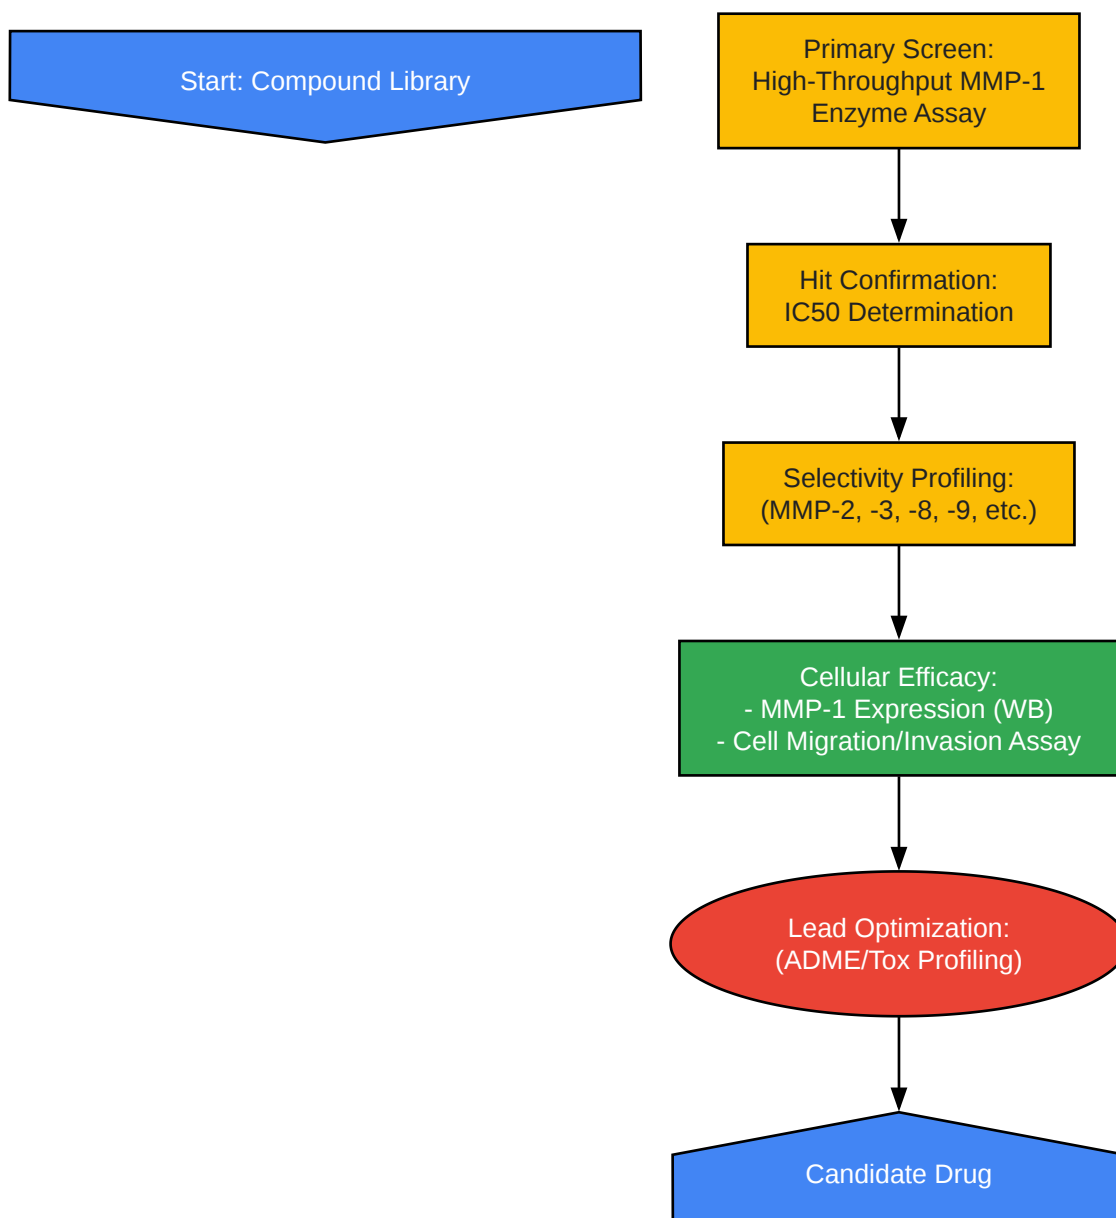 Start: Compound Library
Primary Screen:
High-Throughput MMP-1
Enzyme Assay
Hit Confirmation:
IC50 Determination
Selectivity Profiling:
(MMP-2, -3, -8, -9, etc.)
Cellular Efficacy:
- MMP-1 Expression (WB)
- Cell Migration/Invasion Assay
Lead Optimization:
(ADME/Tox Profiling)
Candidate Drug